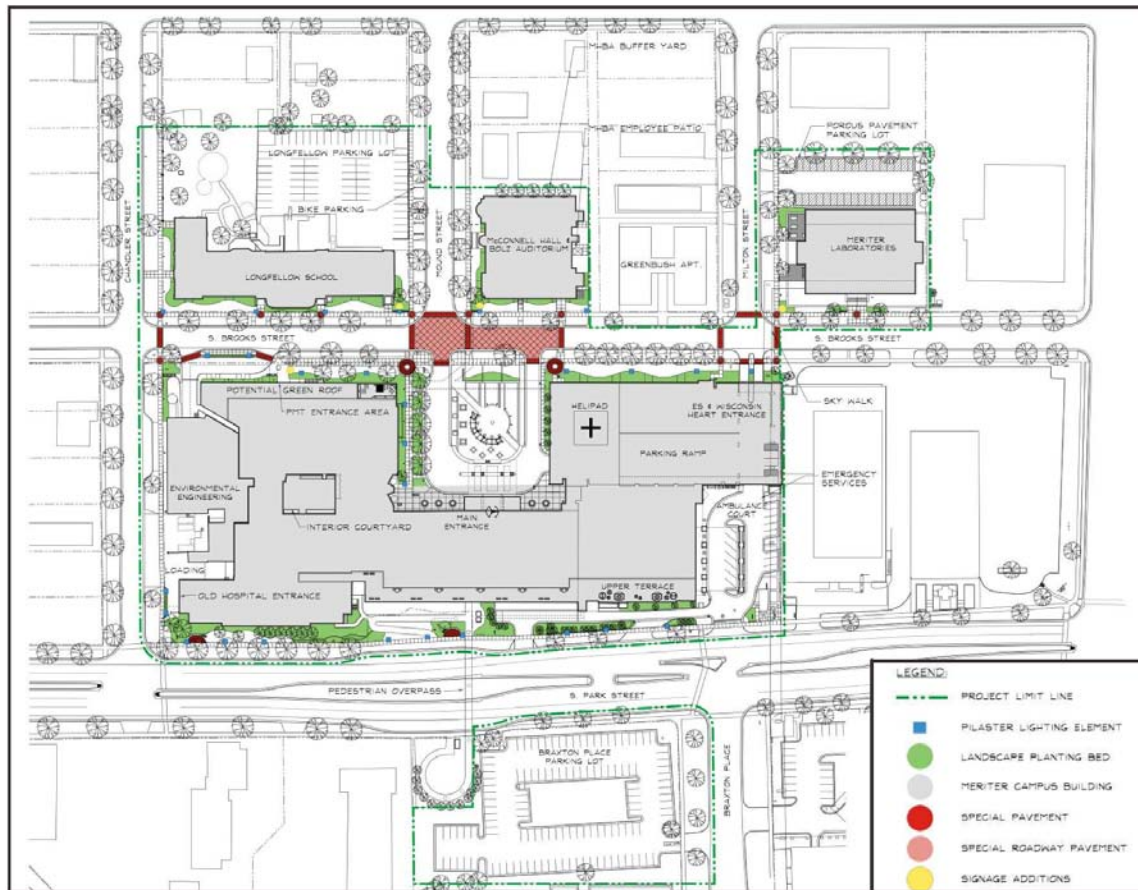 M+BA BUFFER YARD
M+BA EMPLOYEE PATIO
POROUS PAVEMENT
PARKING LOT
LONGFELLOW PARKING LOT
BIKE PARKING
CHANDLER STREET
MOUND STREET
MILTON STREET
McCONNELL HALL &
BOLZ AUDITORIUM
MERITER
LABORATORIES
GREENBUSH APT.
LONGFELLOW SCHOOL
S. BROOKS STREET
S. BROOKS STREET
SKY WALK
POTENTIAL GREEN ROOF
PMT ENTRANCE AREA
HELIPAD
ES & WISCONSIN
HEART ENTRANCE
PARKING RAMP
EMERGENCY
SERVICES
ENVIRONMENTAL
ENGINEERING
INTERIOR COURTYARD
MAIN
ENTRANCE
AMBULANCE
COURT
LOADING
OLD HOSPITAL ENTRANCE
UPPER TERRACE
PEDESTRIAN OVERPASS
S. PARK STREET
BRAXTON PLACE
PARKING LOT
BRAXTON PLACE
LEGEND:
PROJECT LIMIT LINE
PILASTER LIGHTING ELEMENT
LANDSCAPE PLANTING BED
MERITER CAMPUS BUILDING
SPECIAL PAVEMENT
SPECIAL ROADWAY PAVEMENT
SIGNAGE ADDITIONS